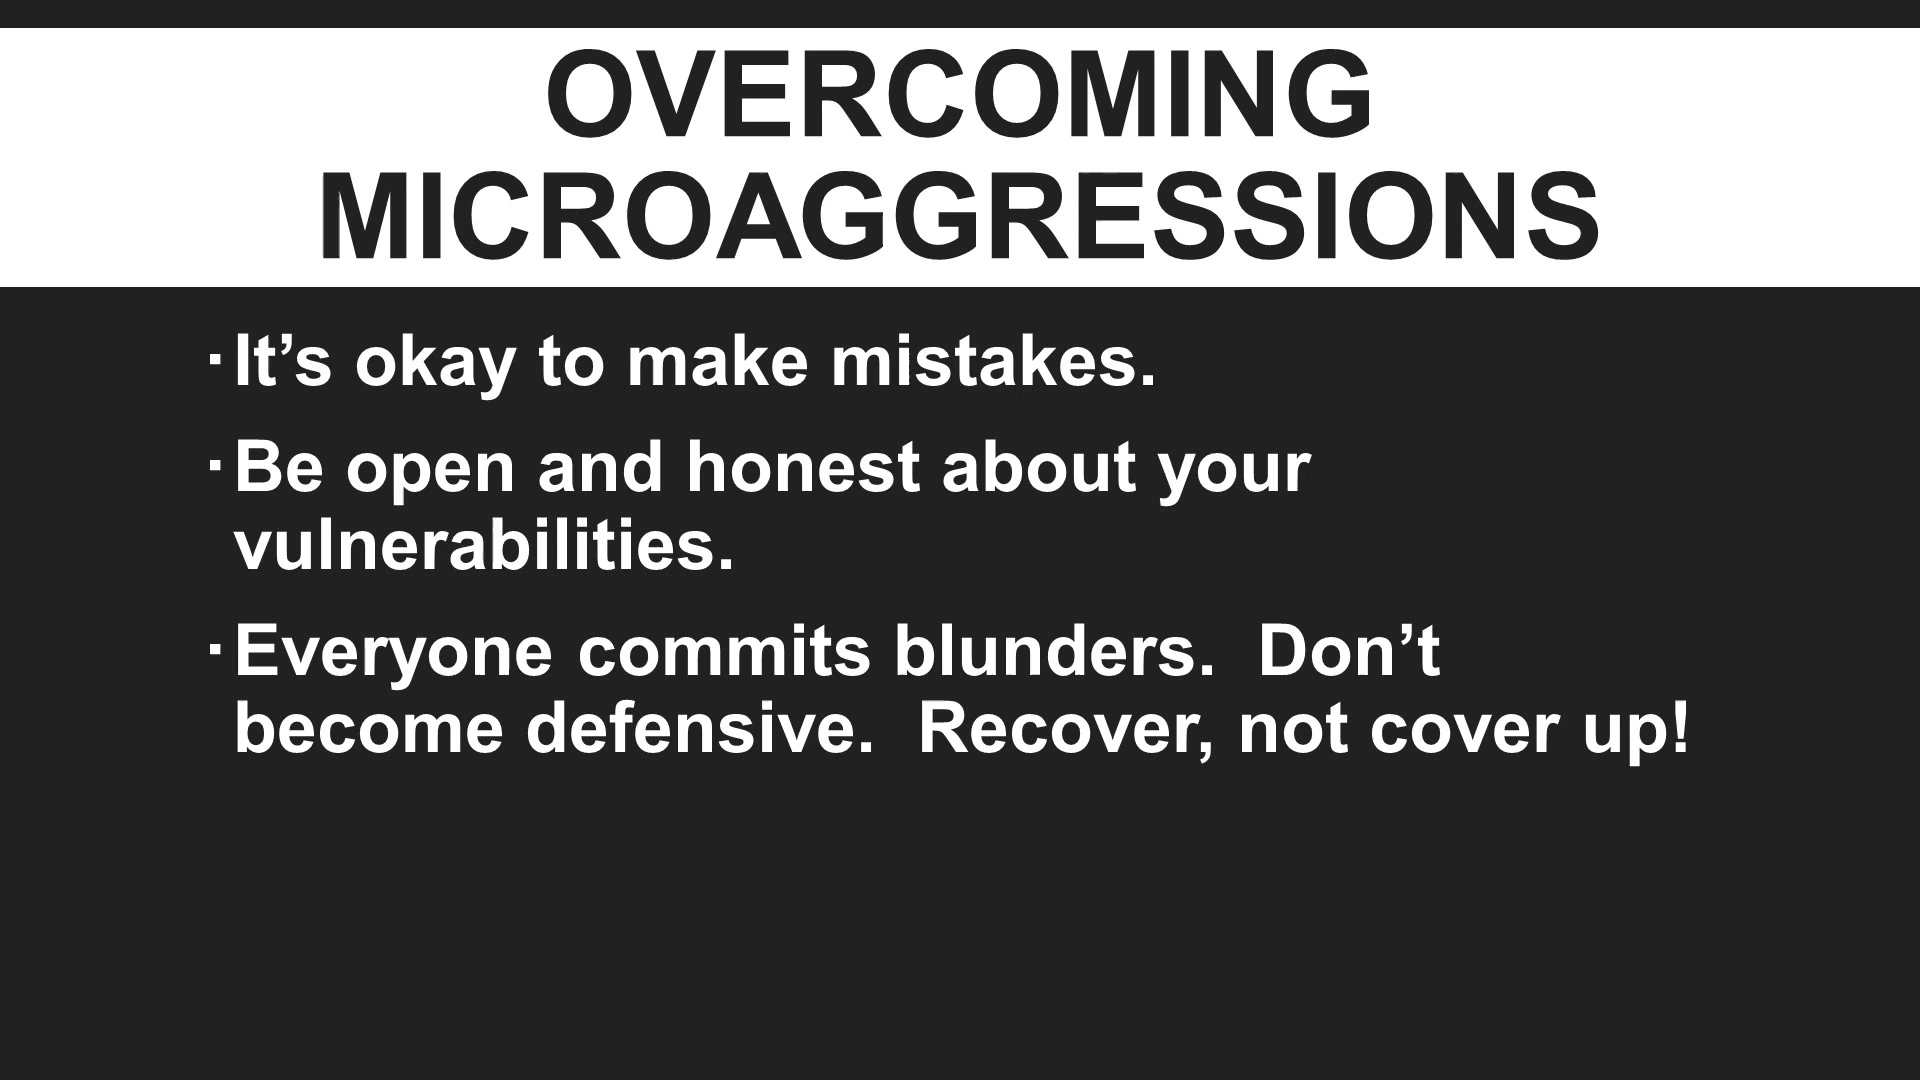 OVERCOMING
MICROAGGRESSIONS
▪ It’s okay to make mistakes.
▪ Be open and honest about your
vulnerabilities.
▪ Everyone commits blunders.  Don’t
become defensive.  Recover, not cover up!